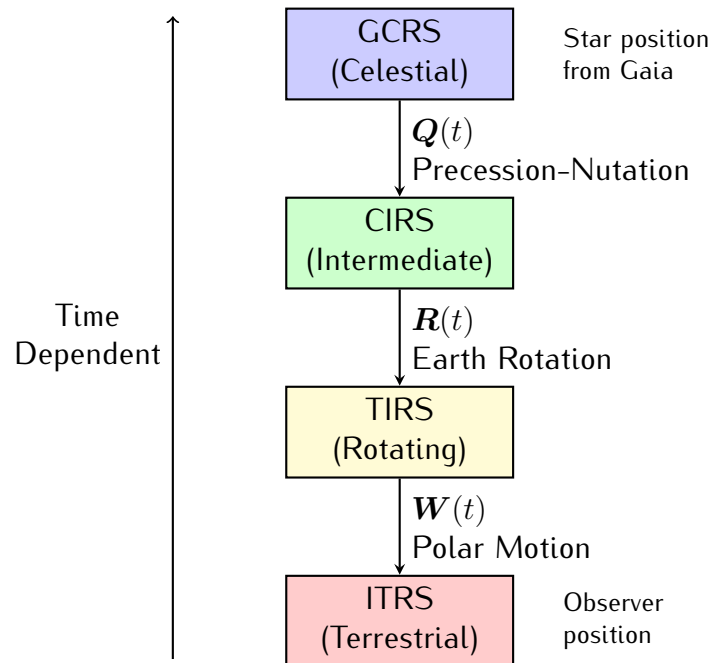 GCRS
(Celestial)
Star position
from Gaia
Q(t)
Precession-Nutation
CIRS
(Intermediate)
Time
Dependent
R(t)
Earth Rotation
TIRS
(Rotating)
W(t)
Polar Motion
ITRS
(Terrestrial)
Observer
position